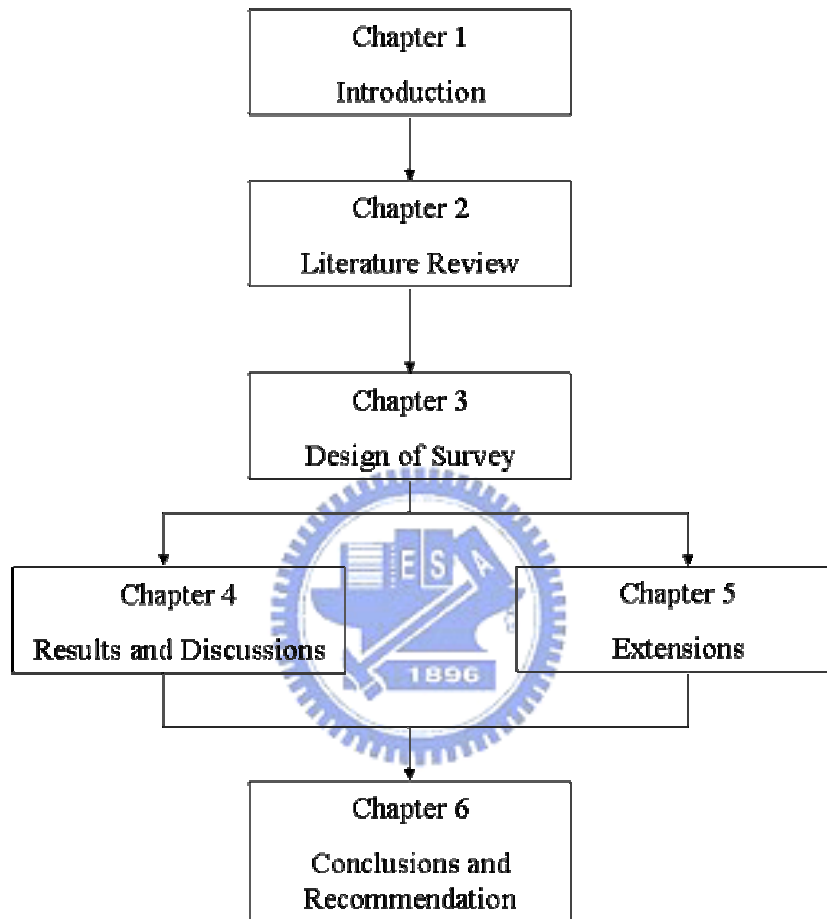 Chapter 1
Introduction
Chapter 2
Literature Review
Chapter 3
Design of Survey
Chapter 4
Results and Discussions
Chapter 5
Extensions
E S A
1896
Chapter 6
Conclusions and
Recommendation